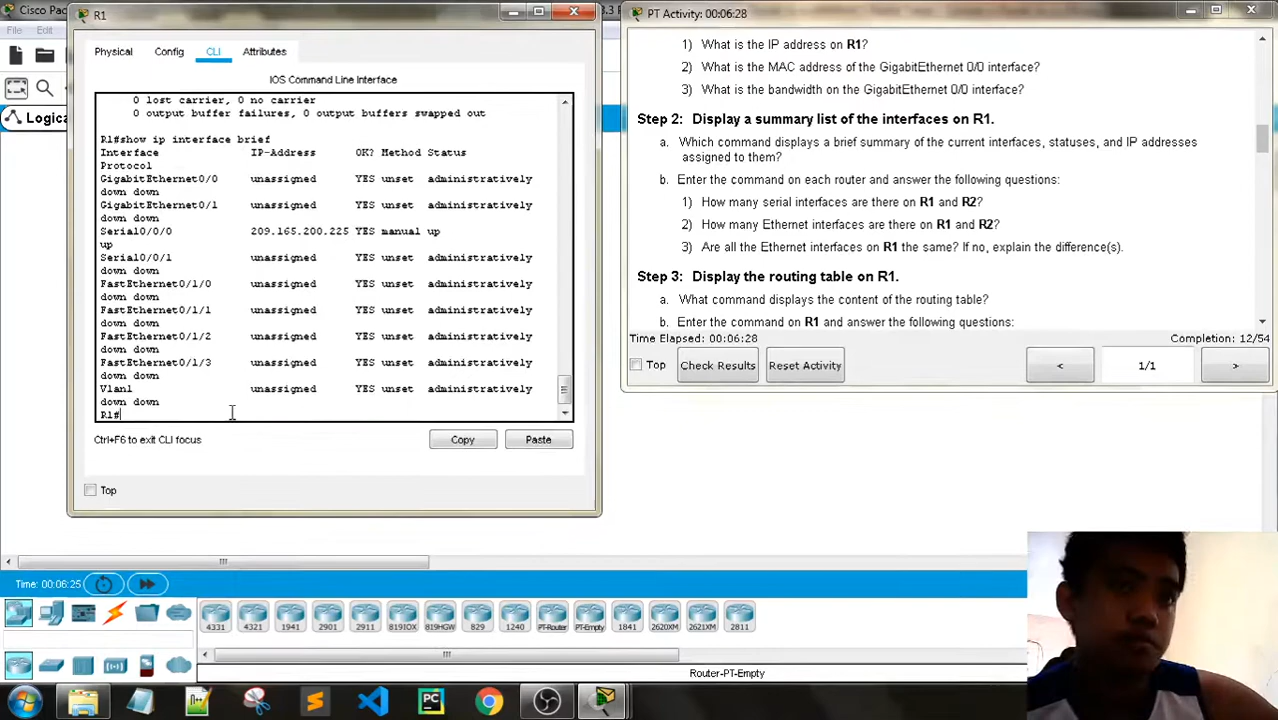 Cisco Pac
R1
3.3 P
PT Activity: 00:06:28
File Edit
Physical Config CLI Attributes
IOS Command Line Interface
Logica
0 lost carrier, 0 no carrier
0 output buffer failures, 0 output buffers swapped out
R1#show ip interface brief
Interface IP-Address OK? Method Status
Protocol
GigabitEthernet0/0 unassigned YES unset administratively
down down
GigabitEthernet0/1 unassigned YES unset administratively
down down
Serial0/0/0 209.165.200.225 YES manual up
up
Serial0/0/1 unassigned YES unset administratively
down down
FastEthernet0/1/0 unassigned YES unset administratively
down down
FastEthernet0/1/1 unassigned YES unset administratively
down down
FastEthernet0/1/2 unassigned YES unset administratively
down down
FastEthernet0/1/3 unassigned YES unset administratively
down down
Vlan1 unassigned YES unset administratively
down down
R1#
Ctrl+F6 to exit CLI focus
Copy Paste
Top
1) What is the IP address on R1?
2) What is the MAC address of the GigabitEthernet 0/0 interface?
3) What is the bandwidth on the GigabitEthernet 0/0 interface?
Step 2: Display a summary list of the interfaces on R1.
a. Which command displays a brief summary of the current interfaces, statuses, and IP addresses
assigned to them?
b. Enter the command on each router and answer the following questions:
1) How many serial interfaces are there on R1 and R2?
2) How many Ethernet interfaces are there on R1 and R2?
3) Are all the Ethernet interfaces on R1 the same? If no, explain the difference(s).
Step 3: Display the routing table on R1.
a. What command displays the content of the routing table?
b. Enter the command on R1 and answer the following questions:
Time Elapsed: 00:06:28 Completion: 12/54
Top Check Results Reset Activity < 1/1 >
Time: 00:06:25
4331 4321 1941 2901 2911 819IOX 819HGW 829 1240 PT-Router PT-Empty 1841 2620XM 2621XM 2811
Router-PT-Empty
PC